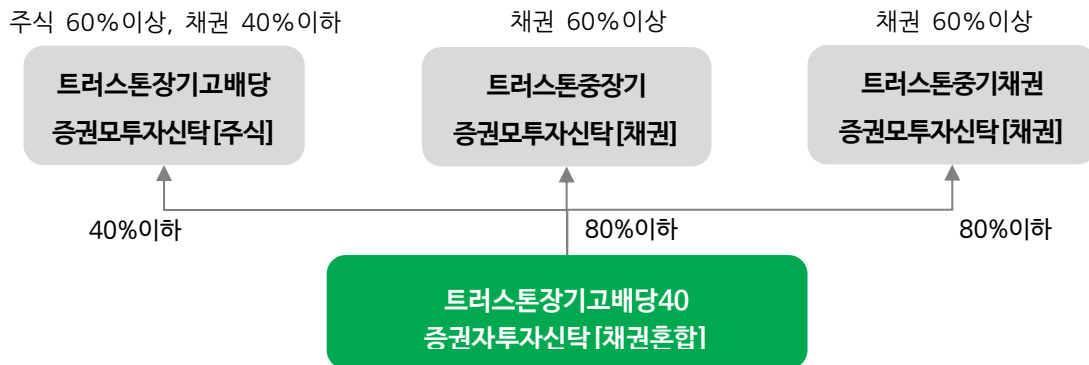 주식 60%이상, 채권 40%이하
채권 60%이상
채권 60%이상
트러스톤장기고배당
증권모투자신탁[주식]
트러스톤중장기
증권모투자신탁[채권]
트러스톤중기채권
증권모투자신탁[채권]
40%이하
80%이하
80%이하
트러스톤장기고배당40
증권자투자신탁[채권혼합]